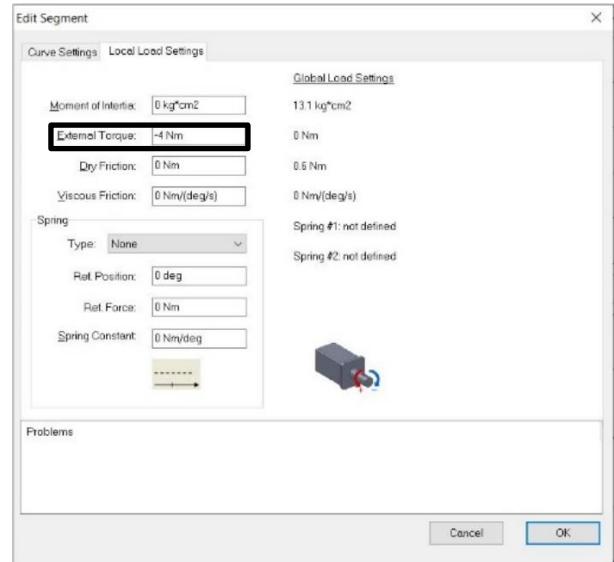 Edit Segment
Curve Settings Local Load Settings
Global Load Settings
Moment of Intertia: 0 kg*cm2 13.1 kg*cm2
External Torque: -4 Nm 0 Nm
Dry Friction: 0 Nm 0.6 Nm
Viscous Friction: 0 Nm/(deg/s) 0 Nm/(deg/s)
Spring Spring #1: not defined
Type: None Spring #2: not defined
Ref. Position: 0 deg
Ref. Force: 0 Nm
Spring Constant: 0 Nm/deg
Problems
Cancel OK